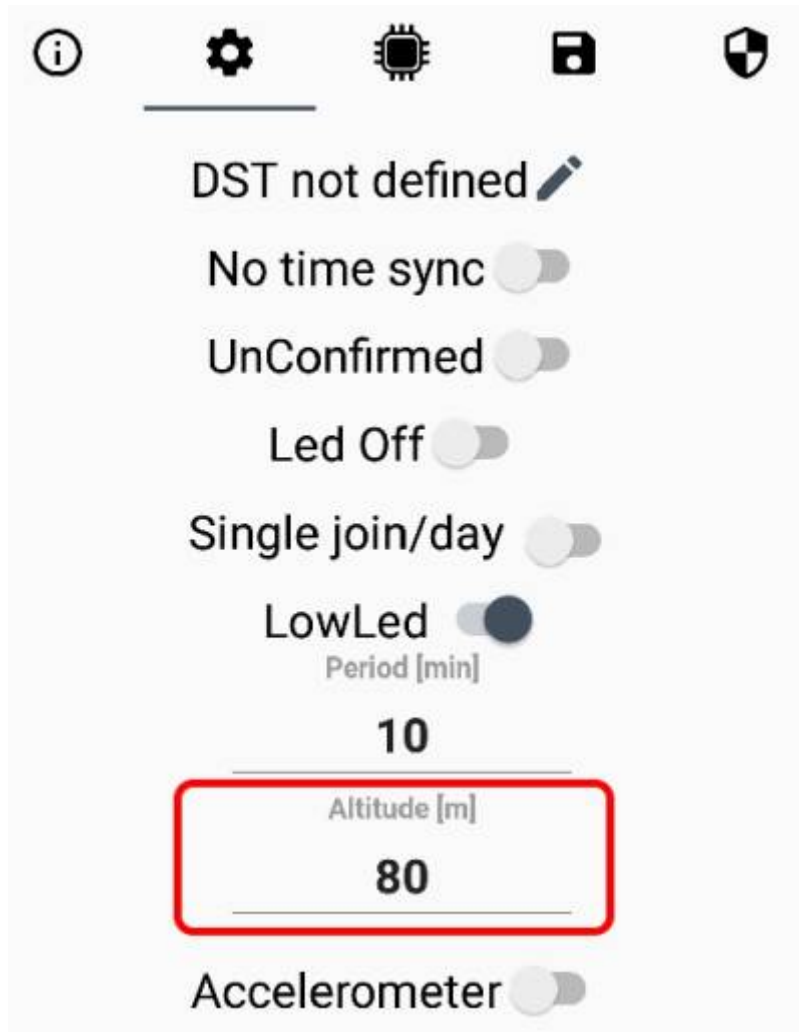 DST not defined
No time sync
UnConfirmed
Led Off
Single join/day
LowLed
Period [min]
10
Altitude [m]
80
Accelerometer